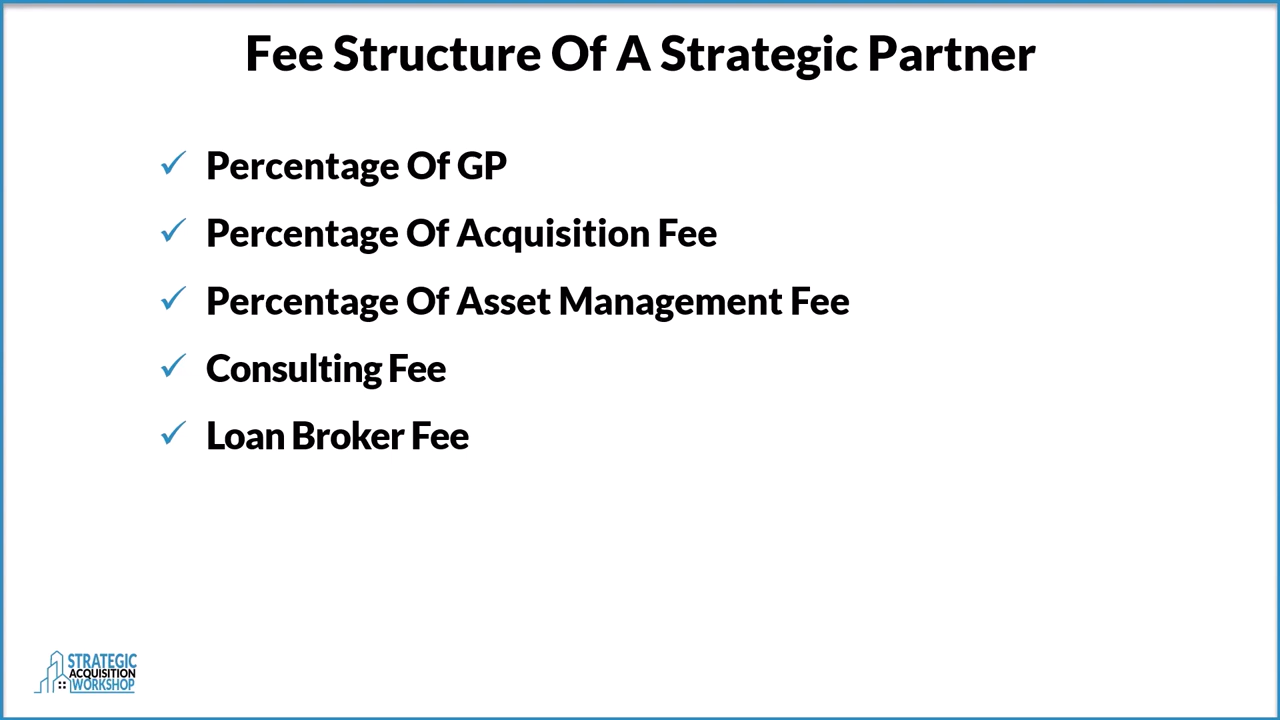 Fee Structure Of A Strategic Partner
Percentage Of GP
Percentage Of Acquisition Fee
Percentage Of Asset Management Fee
Consulting Fee
Loan Broker Fee
STRATEGIC
ACQUISITION
WORKSHOP